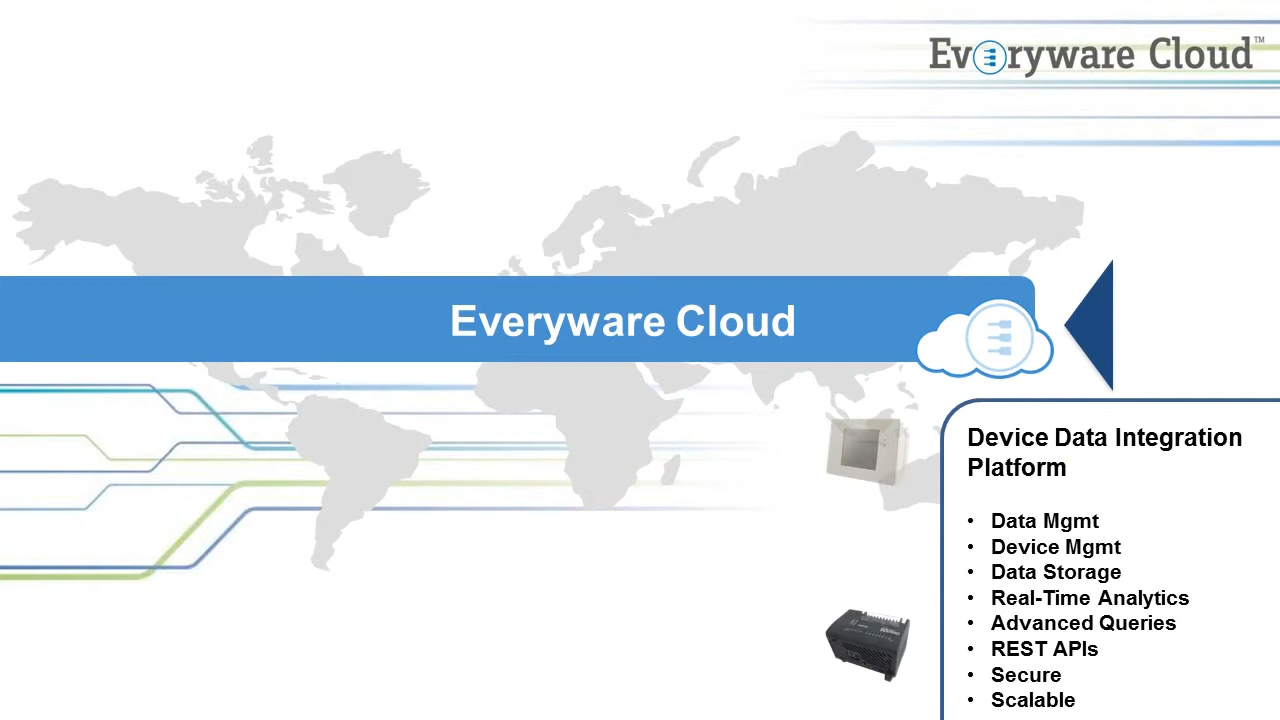 Everyware Cloud™
Everyware Cloud
Device Data Integration
Platform
• Data Mgmt
• Device Mgmt
• Data Storage
• Real-Time Analytics
• Advanced Queries
• REST APIs
• Secure
• Scalable